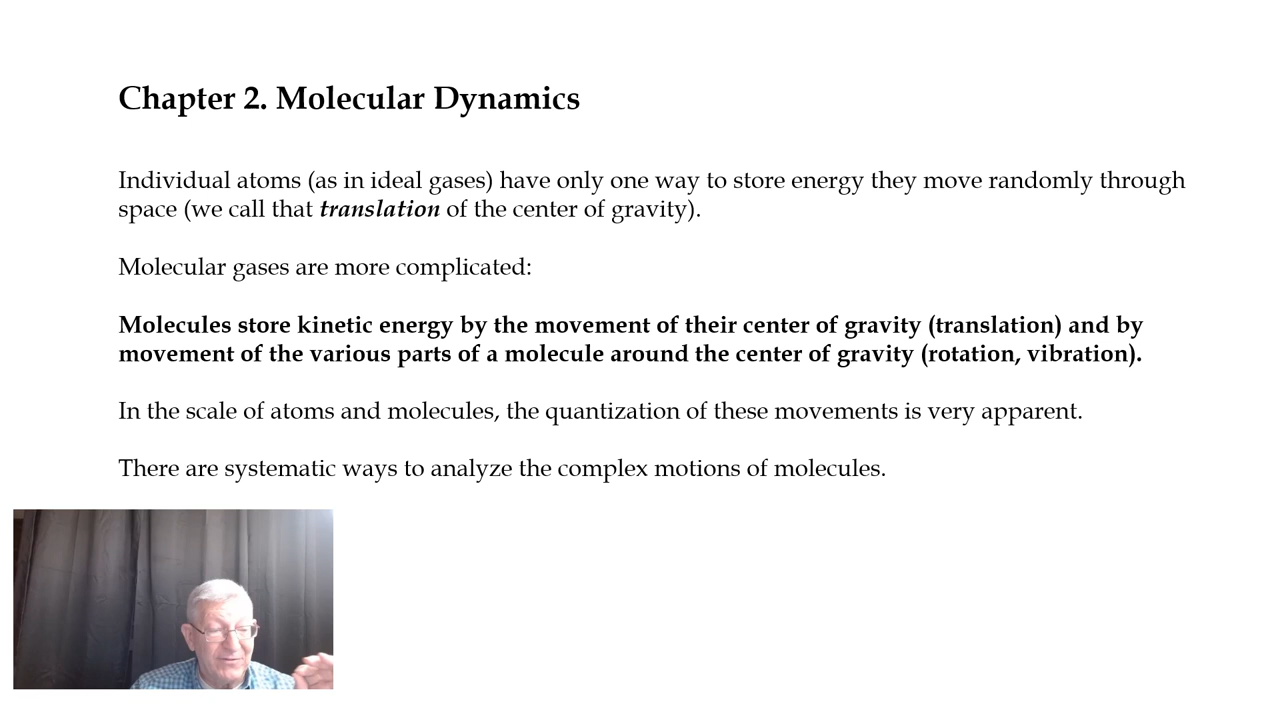 Chapter 2. Molecular Dynamics
Individual atoms (as in ideal gases) have only one way to store energy they move randomly through
space (we call that translation of the center of gravity).
Molecular gases are more complicated:
Molecules store kinetic energy by the movement of their center of gravity (translation) and by
movement of the various parts of a molecule around the center of gravity (rotation, vibration).
In the scale of atoms and molecules, the quantization of these movements is very apparent.
There are systematic ways to analyze the complex motions of molecules.